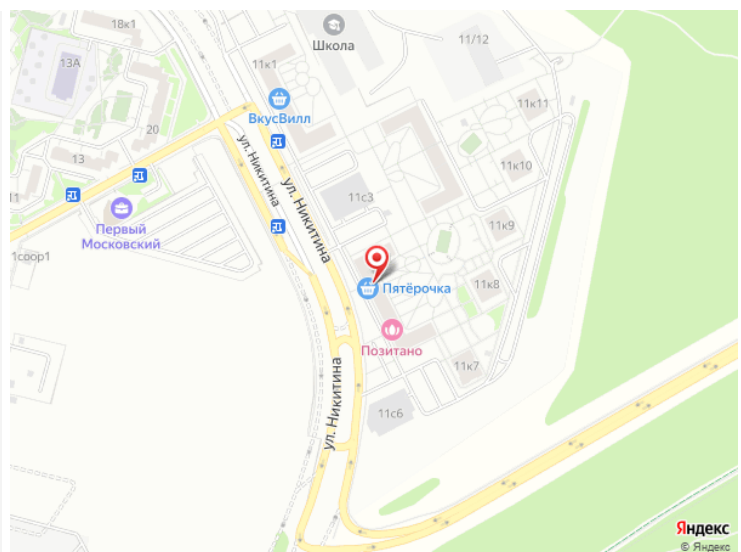 18к1
Школа
11/12
13А
11к1
ВкусВилл
11к11
20
13
ул. Никитина
ул. Никитина
11к10
11с3
11
Первый
Московский
11к9
1соор1
11к8
Пятёрочка
Позитано
ул. Никитина
11к7
11с6
Яндекс
© Яндекс